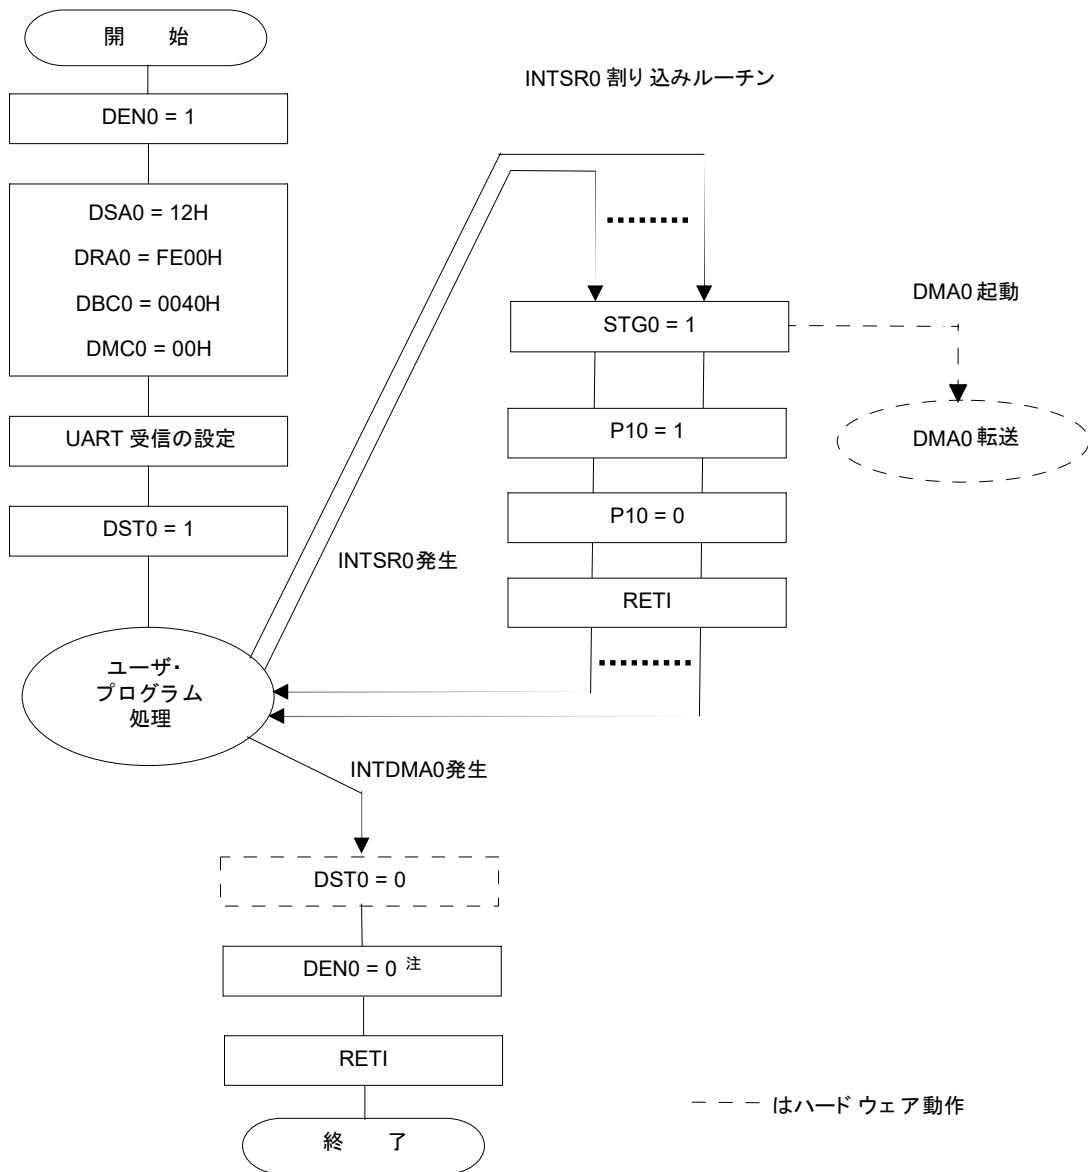 開 始
DEN0 = 1
DSA0 = 12H
DRA0 = FE00H
DBC0 = 0040H
DMC0 = 00H
UART 受信の設定
DST0 = 1
ユーザ・
プログラム
処理
INTSR0 割り込みルーチン
INTSR0発生
STG0 = 1
P10 = 1
P10 = 0
RETI
DMA0 起動
DMA0 転送
INTDMA0発生
DST0 = 0
DEN0 = 0 注
RETI
終 了
はハードウェア動作